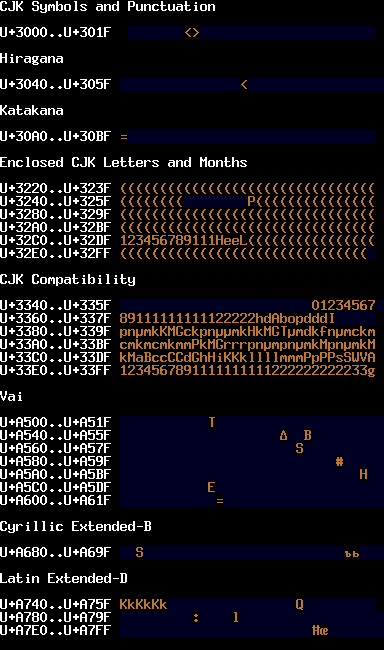 CJK Symbols and Punctuation
U+3000..U+301F <>
Hiragana
U+3040..U+305F <
Katakana
U+30A0..U+30BF =
Enclosed CJK Letters and Months
U+3220..U+323F ((((((((((((((((((((((((((((((((
U+3240..U+325F ((((((((        P(((((((((((((((
U+3280..U+329F ((((((((((((((((((((((((((((((((
U+32A0..U+32BF ((((((((((((((((((((((((((((((((
U+32C0..U+32DF 123456789111HeeL((((((((((((((((
U+32E0..U+32FF (((((((((((((((((((((((((((((((
CJK Compatibility
U+3340..U+335F 01234567
U+3360..U+337F 89111111111122222hdAbopdddI
U+3380..U+339F pnµmkKMGCkpnµµmkHkMGTµmdkfnµmckm
U+33A0..U+33BF cmkmcmkmmPkMGrrrpnµmpnµmkMpnµmkM
U+33C0..U+33DF kMaBccCCdGhHiKKkllllmmmPpPPsSWVA
U+33E0..U+33FF 1234567891111111111222222222233g
Vai
U+A500..U+A51F T
U+A540..U+A55F Δ B
U+A560..U+A57F S
U+A580..U+A59F #
U+A5A0..U+A5BF H
U+A5C0..U+A5DF E
U+A600..U+A61F =
Cyrillic Extended-B
U+A680..U+A69F S ъь
Latin Extended-D
U+A740..U+A75F KkKkKk Q
U+A780..U+A79F : l
U+A7E0..U+A7FF Ħœ